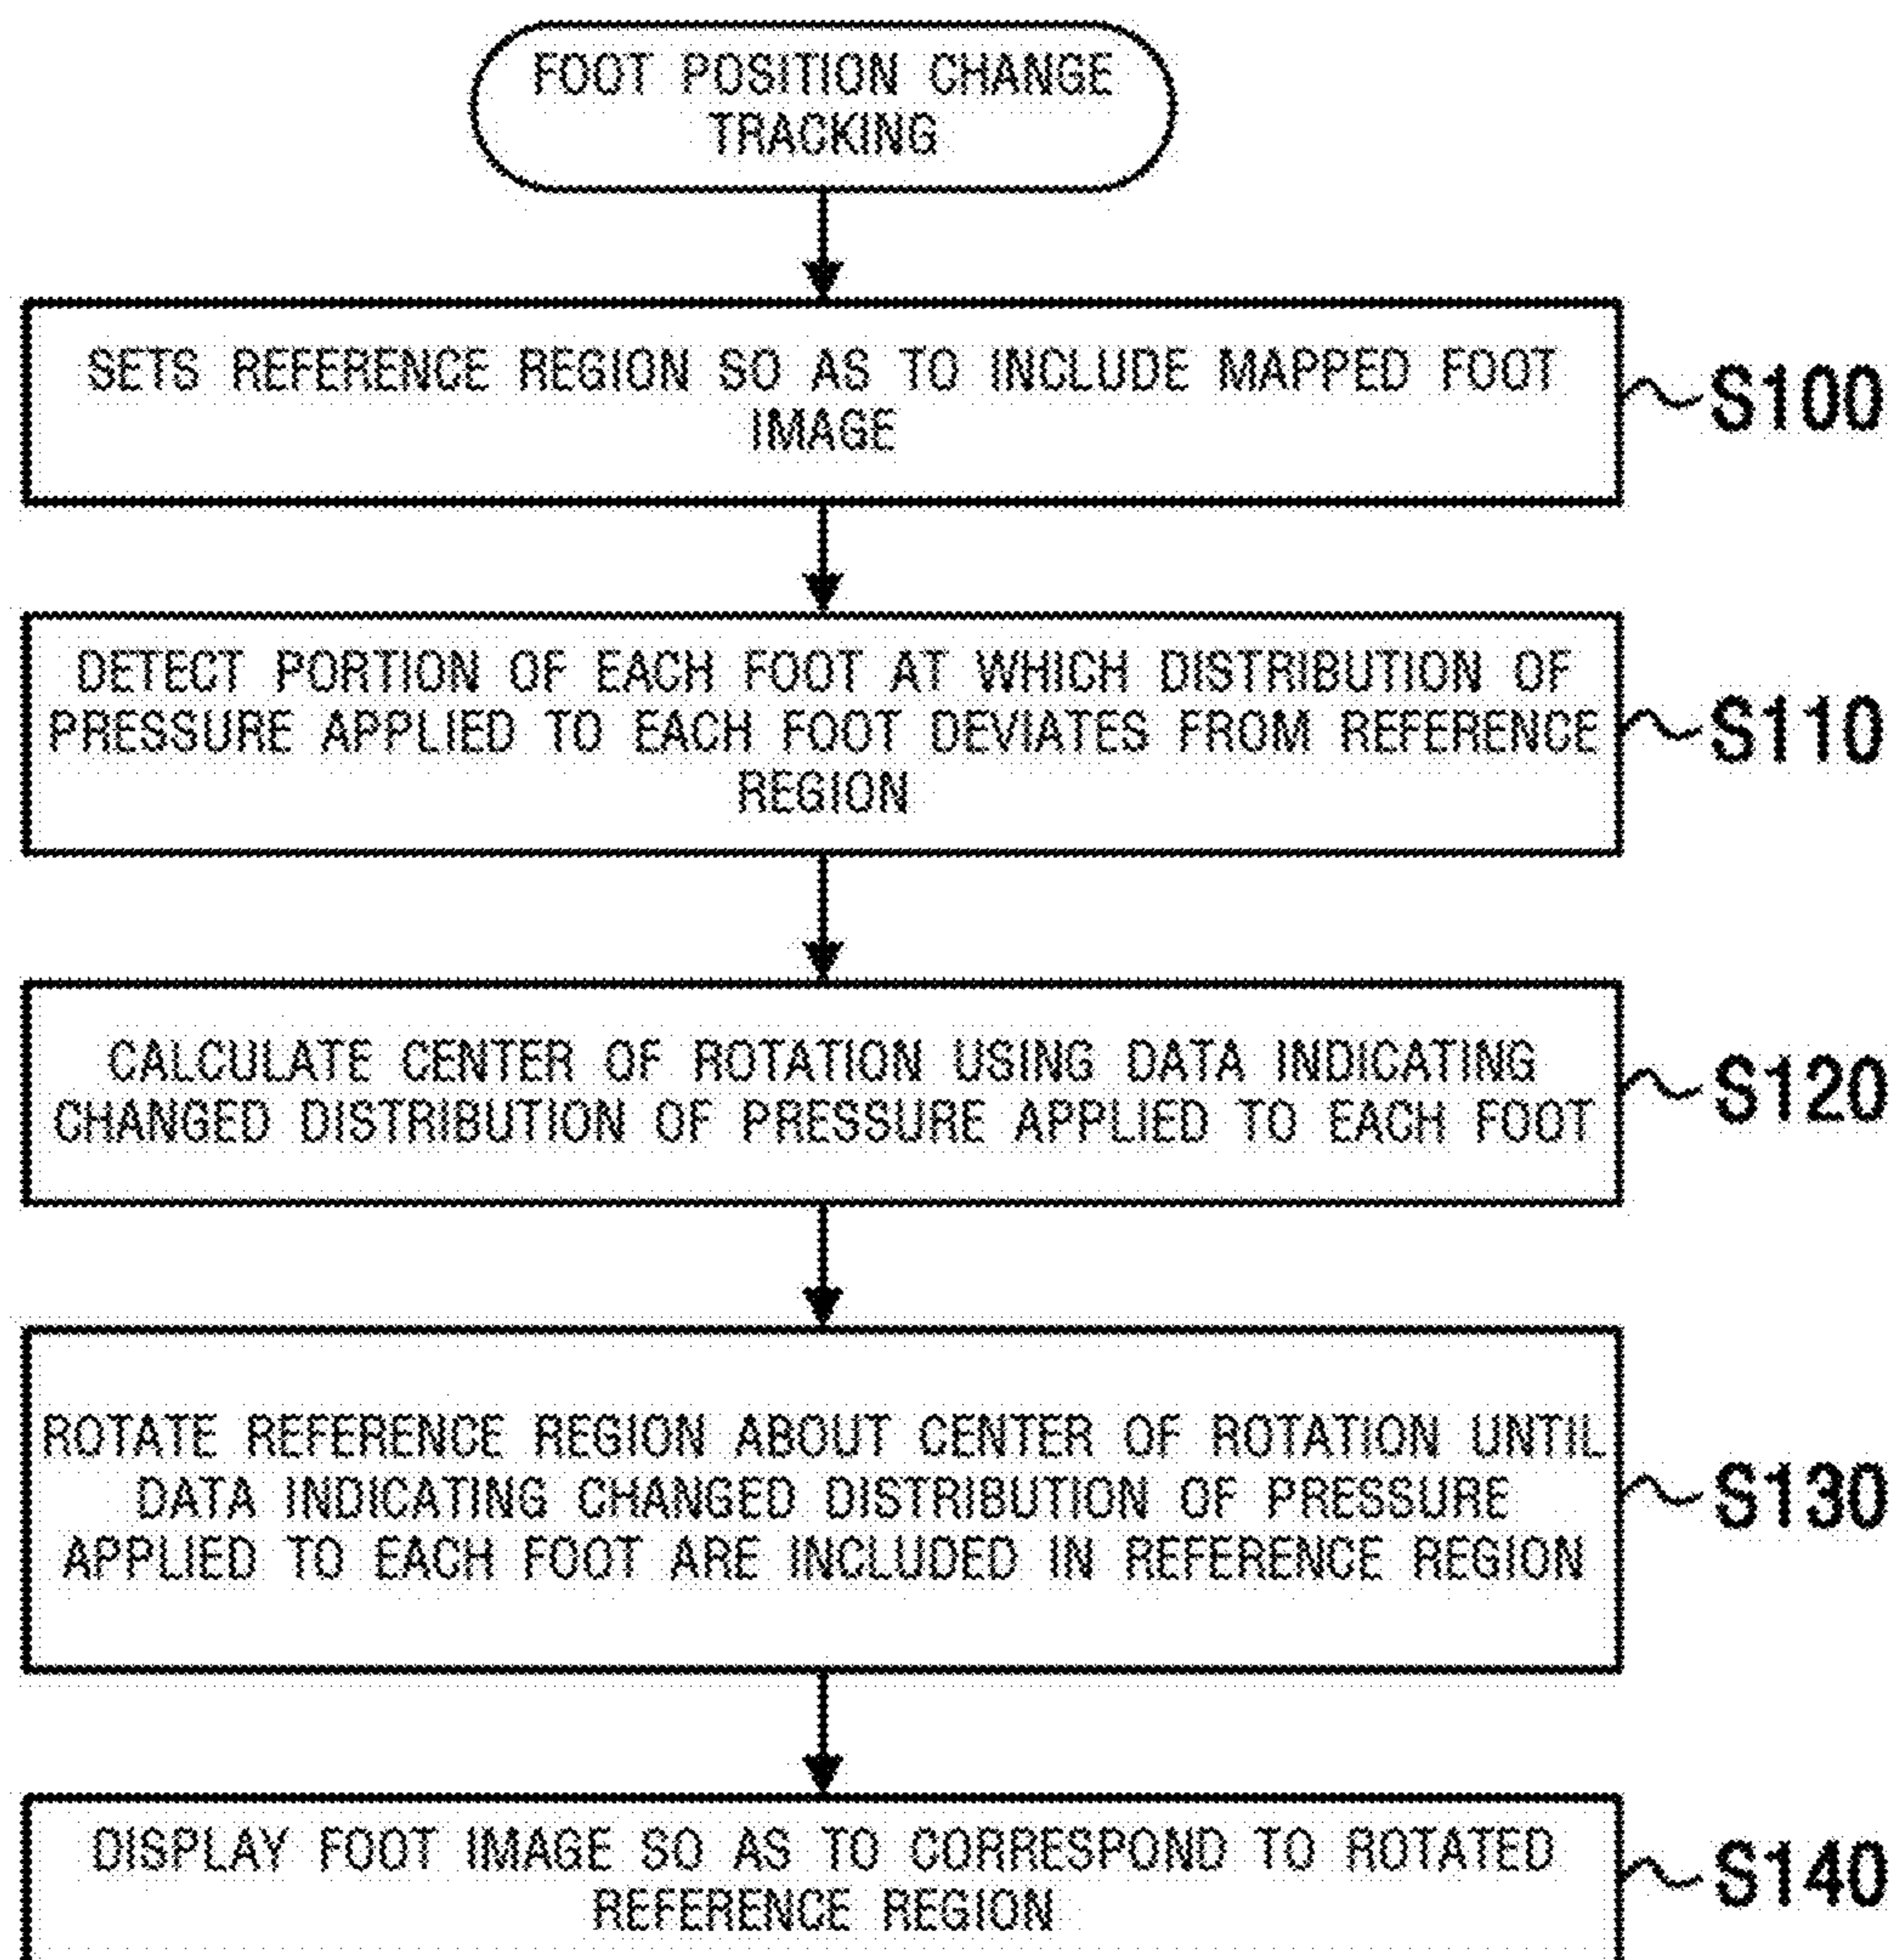 FOOT POSITION CHANGE
TRACKING
SETS REFERENCE REGION SO AS TO INCLUDE MAPPED FOOT
IMAGE
S100
DETECT PORTION OF EACH FOOT AT WHICH DISTRIBUTION OF
PRESSURE APPLIED TO EACH FOOT DEVIATES FROM REFERENCE
REGION
S110
CALCULATE CENTER OF ROTATION USING DATA INDICATING
CHANGED DISTRIBUTION OF PRESSURE APPLIED TO EACH FOOT
S120
ROTATE REFERENCE REGION ABOUT CENTER OF ROTATION UNTIL
DATA INDICATING CHANGED DISTRIBUTION OF PRESSURE
APPLIED TO EACH FOOT ARE INCLUDED IN REFERENCE REGION
S130
DISPLAY FOOT IMAGE SO AS TO CORRESPOND TO ROTATED
REFERENCE REGION
S140